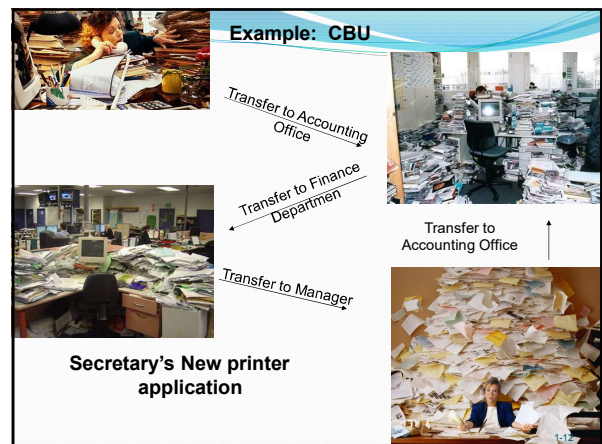 Example: CBU
Transfer to Accounting
Office
Transfer to Finance
Departmen
Transfer to
Accounting Office
Transfer to Manager
Secretary's New printer
application
1-12